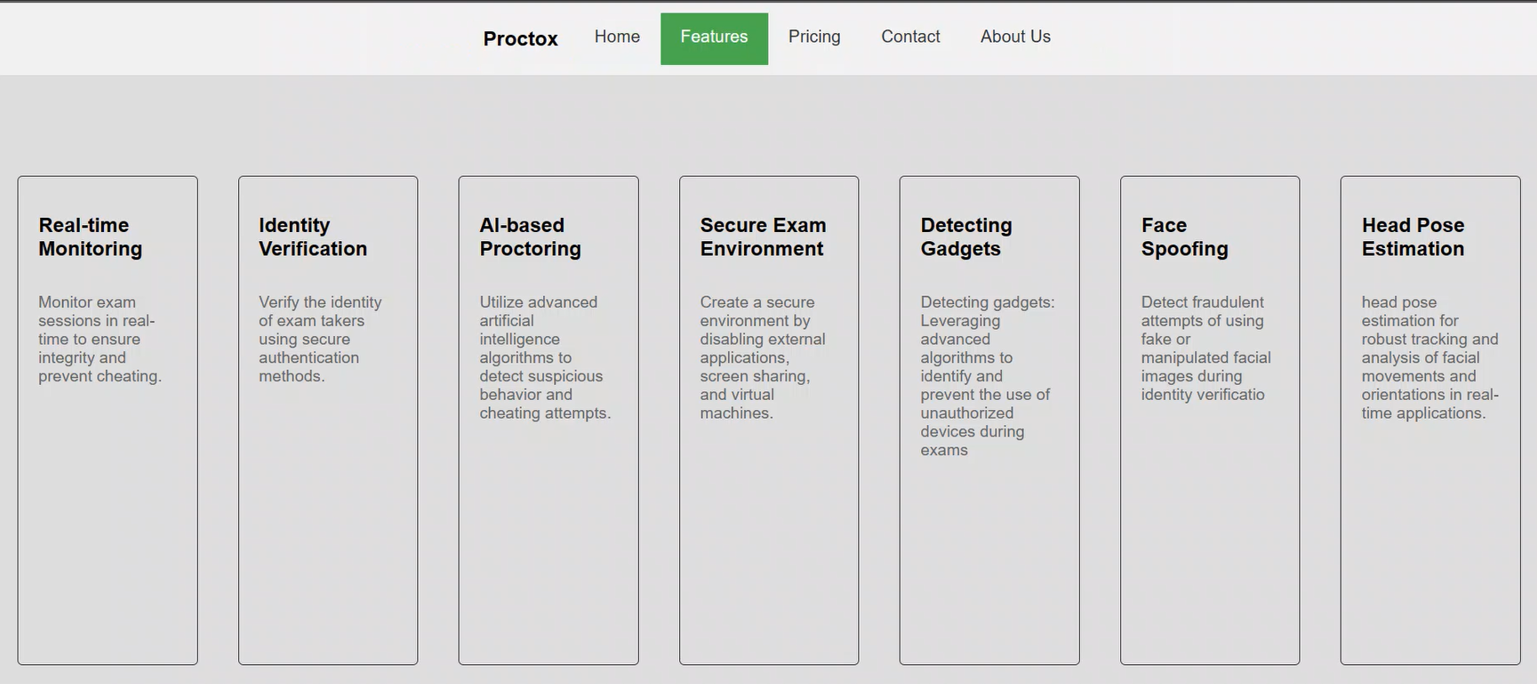 Proctox Home Features Pricing Contact About Us
Real-time
Monitoring
Monitor exam
sessions in real-
time to ensure
integrity and
prevent cheating.
Identity
Verification
Verify the identity
of exam takers
using secure
authentication
methods.
AI-based
Proctoring
Utilize advanced
artificial
intelligence
algorithms to
detect suspicious
behavior and
cheating attempts.
Secure Exam
Environment
Create a secure
environment by
disabling external
applications,
screen sharing,
and virtual
machines.
Detecting
Gadgets
Detecting gadgets:
Leveraging
advanced
algorithms to
identify and
prevent the use of
unauthorized
devices during
exams
Face
Spoofing
Detect fraudulent
attempts of using
fake or
manipulated facial
images during
identity verificatio
Head Pose
Estimation
head pose
estimation for
robust tracking and
analysis of facial
movements and
orientations in real-
time applications.